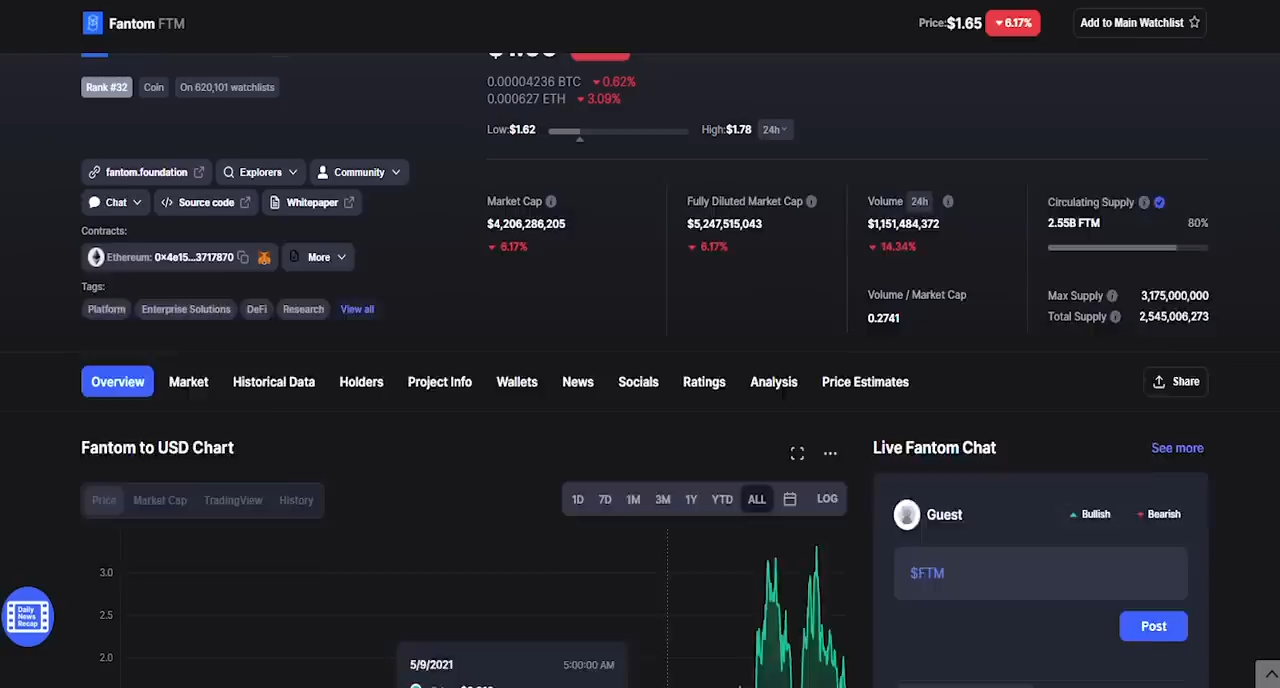 Fantom FTM
Price:$1.65 6.17% Add to Main Watchlist
Rank #32 Coin On 620,101 watchlists
0.00004236 BTC 0.62%
0.000627 ETH 3.09%
Low:$1.62 High:$1.78 24h
fantom.foundation Explorers Community
Chat Source code Whitepaper
Contracts:
Ethereum: 0x4e15...3717870 More
Tags:
Platform Enterprise Solutions DeFi Research View all
Market Cap
$4,206,286,205
6.17%
Fully Diluted Market Cap
$5,247,515,043
6.17%
Volume 24h
$1,151,484,372
14.34%
Volume / Market Cap
0.2741
Circulating Supply
2.55B FTM 80%
Max Supply 3,175,000,000
Total Supply 2,545,006,273
Overview Market Historical Data Holders Project Info Wallets News Socials Ratings Analysis Price Estimates Share
Fantom to USD Chart
Price Market Cap TradingView History
1D 7D 1M 3M 1Y YTD ALL LOG
3.0
2.5
2.0
5/9/2021 5:00:00 AM
Live Fantom Chat See more
Guest Bullish Bearish
$FTM
Post
Daily
News
Recap